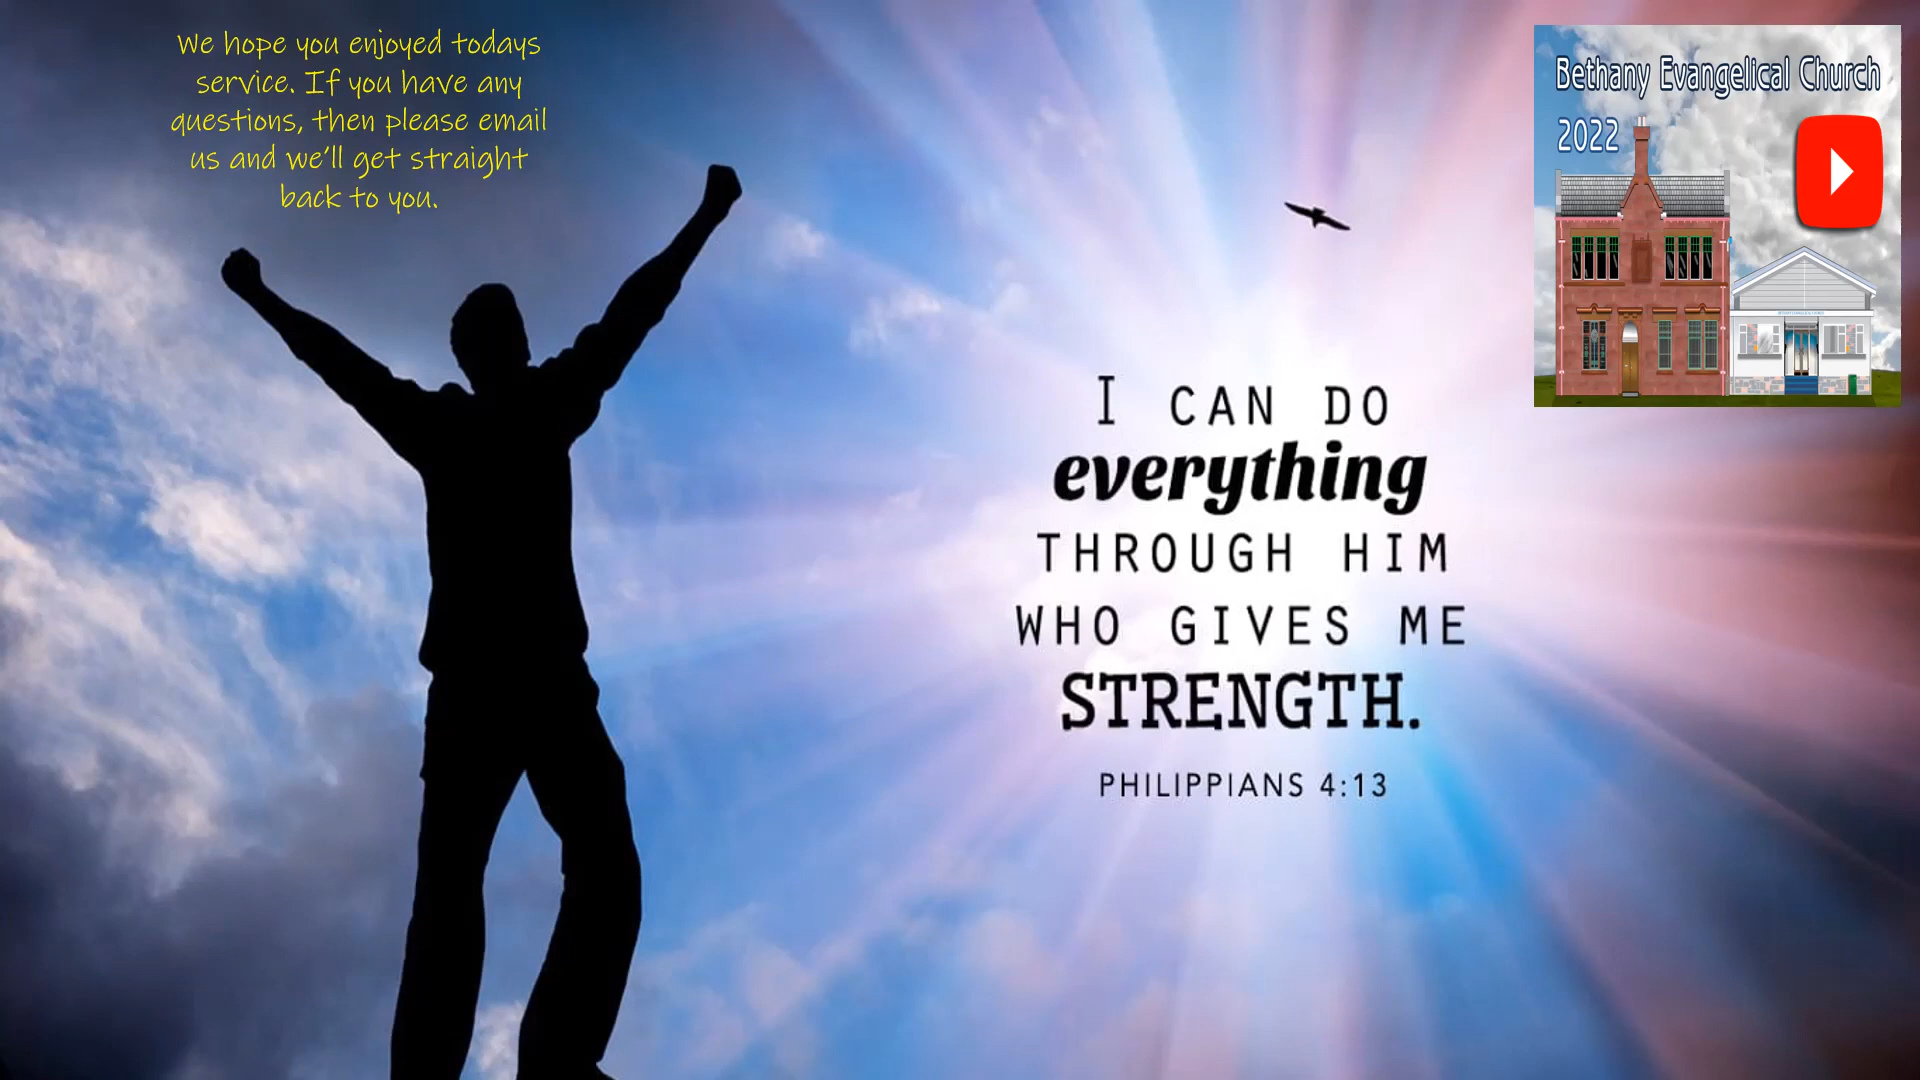 We hope you enjoyed todays
service. If you have any
questions, then please email
us and we'll get straight
back to you.
Bethany Evangelical Church
2022
I CAN DO
everything
THROUGH HIM
WHO GIVES ME
STRENGTH.
PHILIPPIANS 4:13